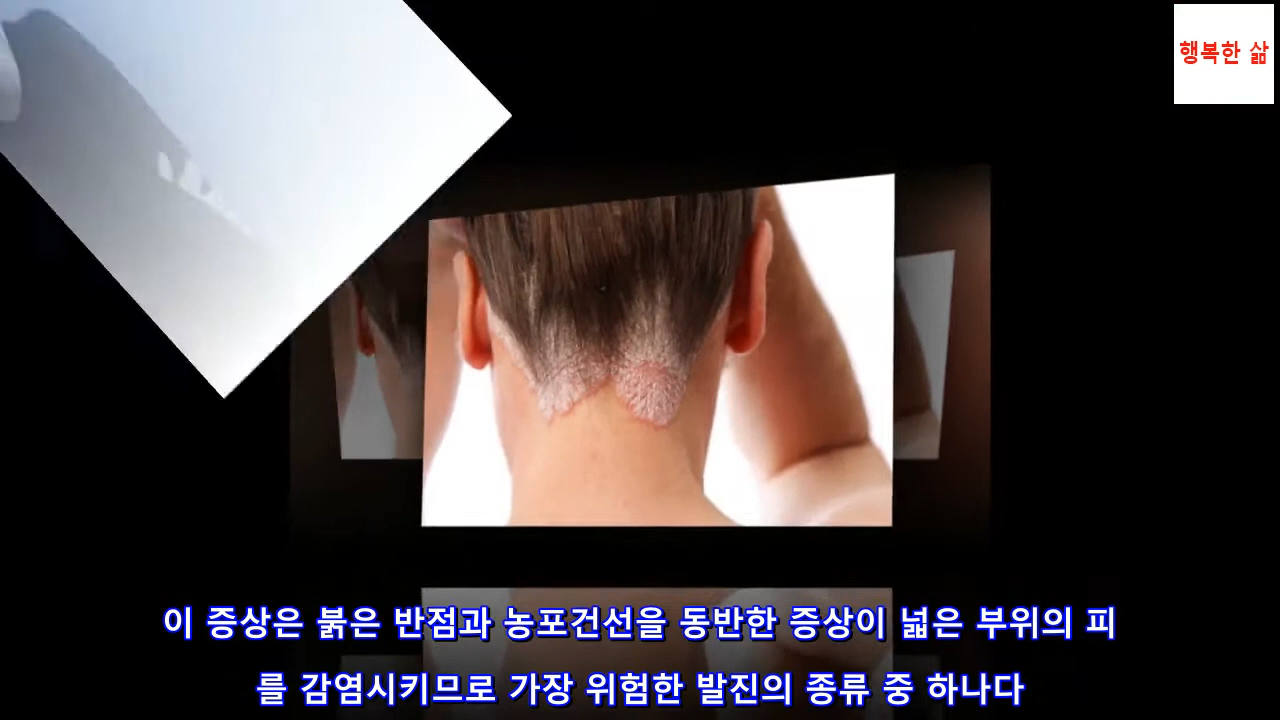 행복한 삶
이 증상은 붉은 반점과 농포건선을 동반한 증상이 넓은 부위의 피
를 감염시키므로 가장 위험한 발진의 종류 중 하나다